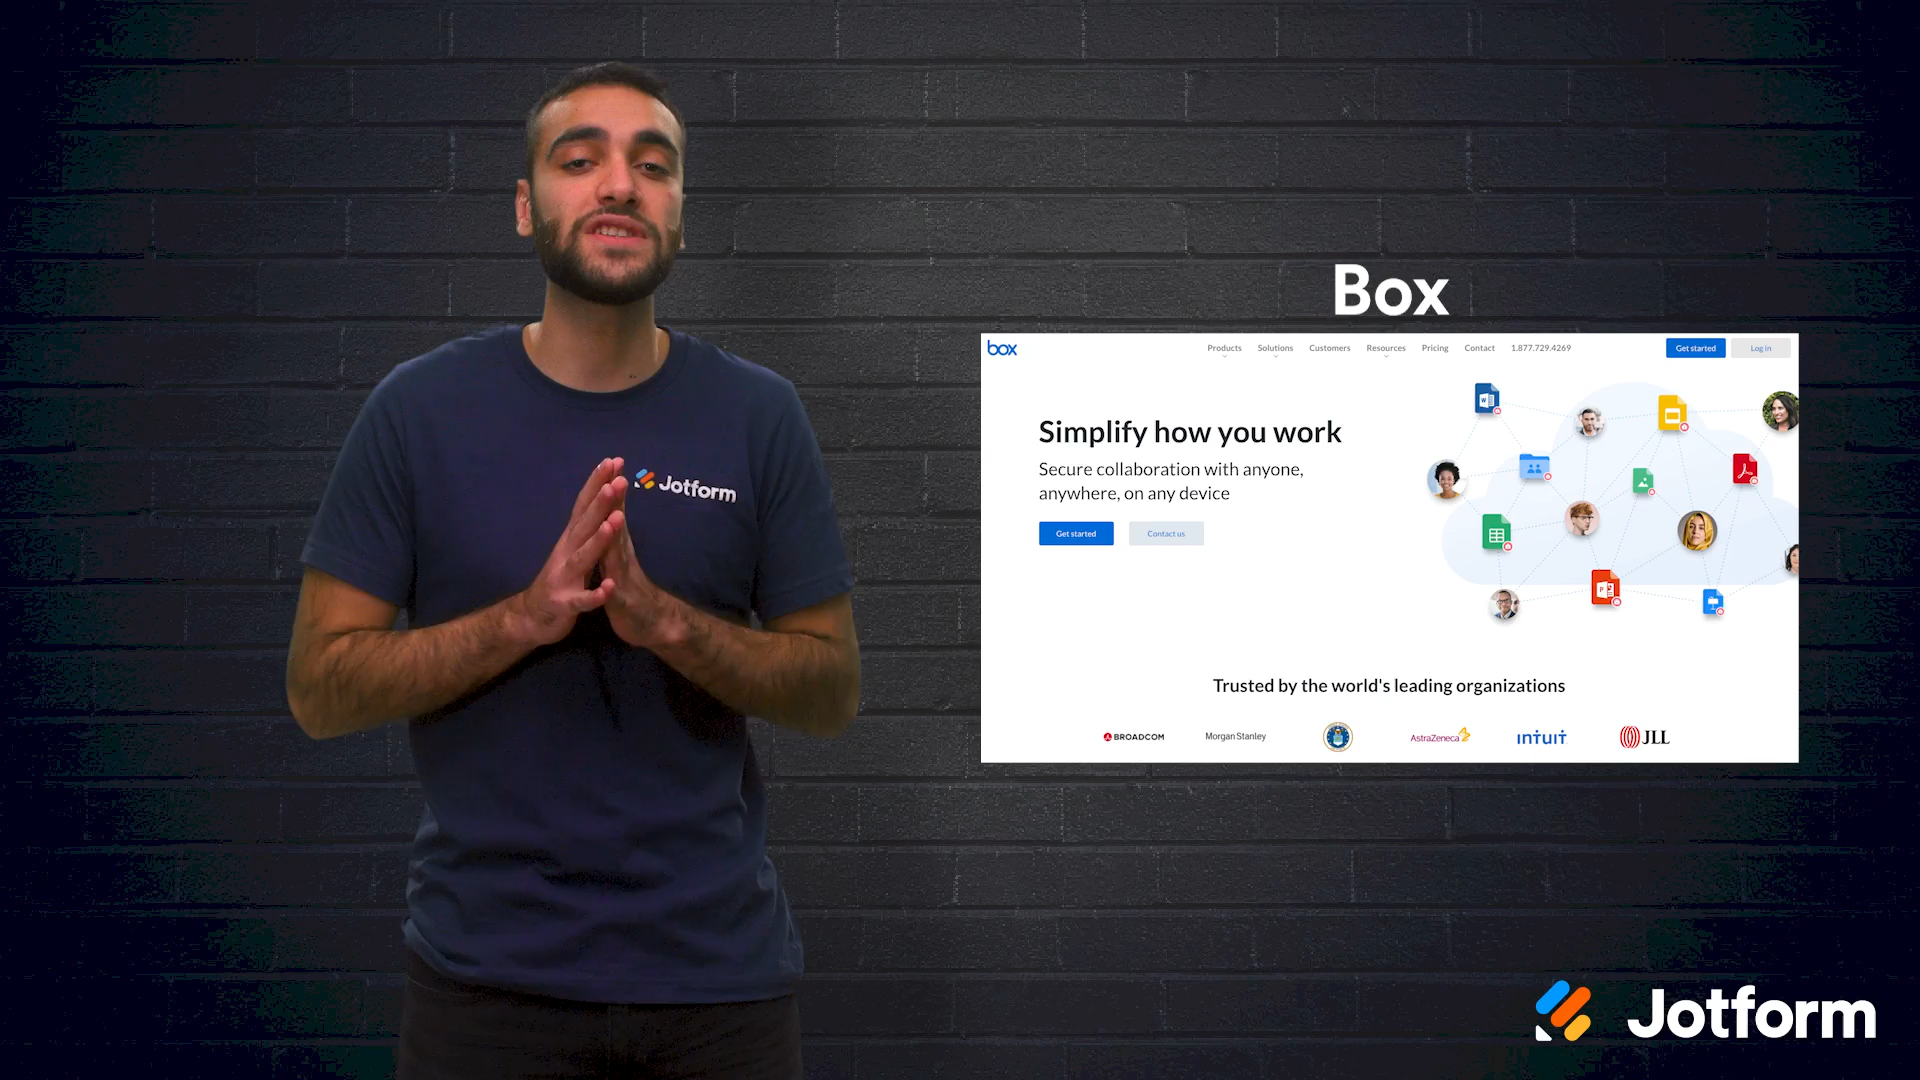 Jotform
Box
box
Products
Solutions
Customers
Resources
Pricing
Contact
1.877.729.4269
Get started
Log in
Simplify how you work
Secure collaboration with anyone,
anywhere, on any device
Get started
Contact us
W
P
Trusted by the world's leading organizations
BROADCOM
Morgan Stanley
AstraZeneca
intuit
JLL
Jotform